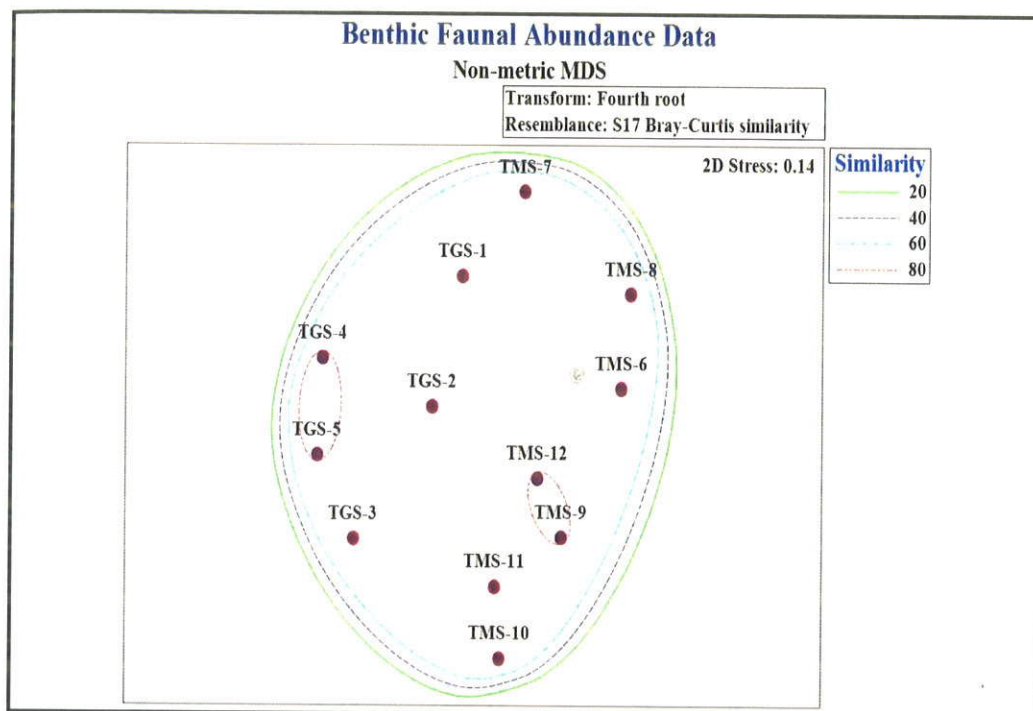 Benthic Faunal Abundance Data
Non-metric MDS
Transform: Fourth root
Resemblance: S17 Bray-Curtis similarity
2D Stress: 0.14
Similarity
20
40
60
80
TMS-7
TGS-1
TMS-8
TGS-4
TMS-6
TGS-2
TGS-5
TMS-12
TGS-3
TMS-9
TMS-11
TMS-10